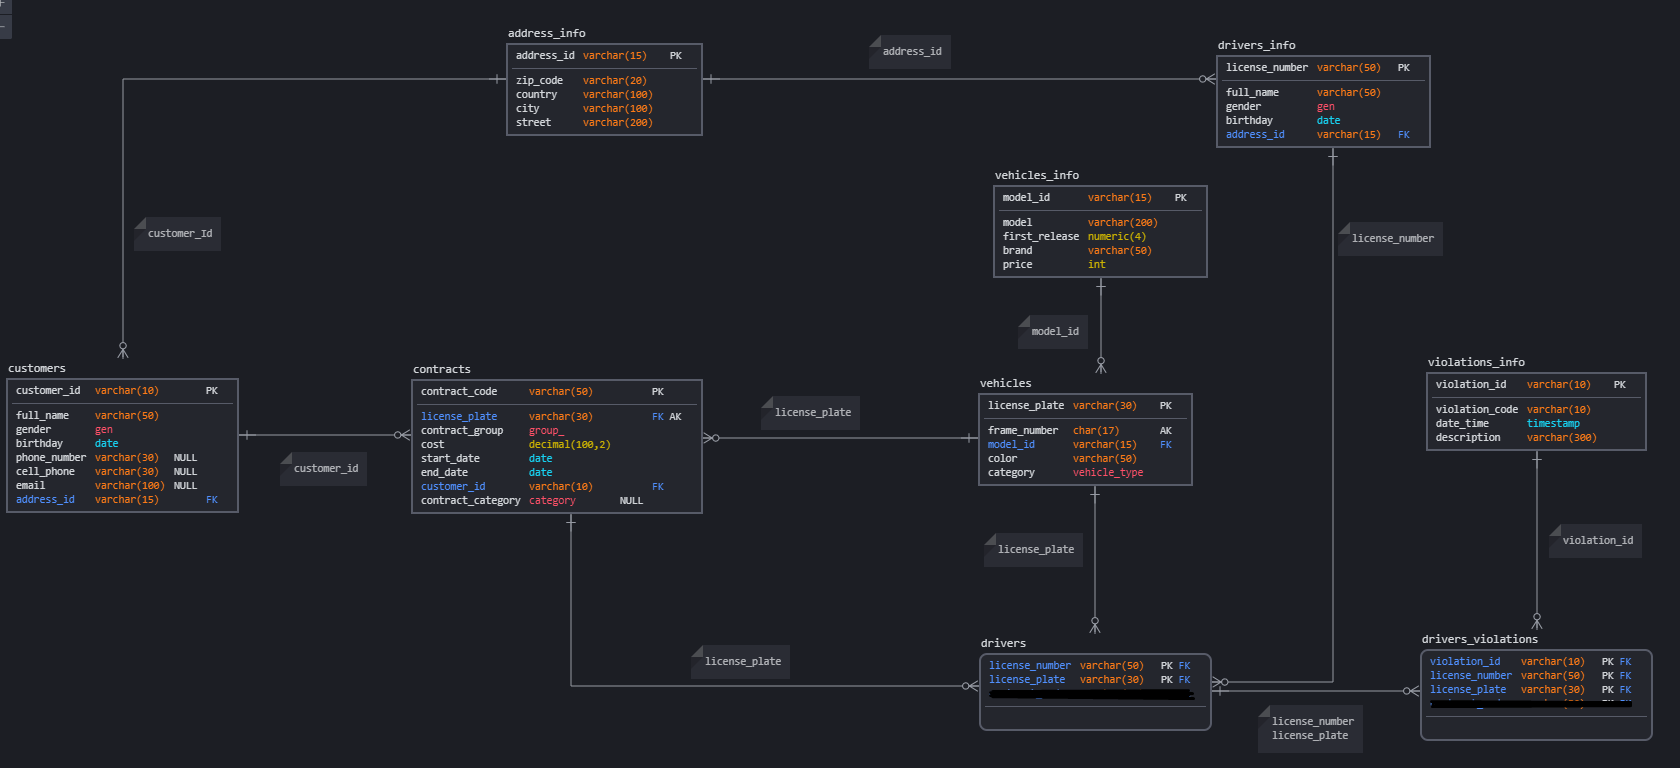 address_info
address_id varchar(15) PK
zip_code varchar(20)
country varchar(100)
city varchar(100)
street varchar(200)
address_id
drivers_info
license_number varchar(50) PK
full_name varchar(50)
gender gen
birthday date
address_id varchar(15) FK
vehicles_info
model_id varchar(15) PK
model varchar(200)
first_release numeric(4)
brand varchar(50)
price int
customer_Id
license_number
model_id
customers
customer_id varchar(10) PK
full_name varchar(50)
gender gen
birthday date
phone_number varchar(30) NULL
cell_phone varchar(30) NULL
email varchar(100) NULL
address_id varchar(15) FK
customer_id
contracts
contract_code varchar(50) PK
license_plate varchar(30) FK AK
contract_group group_
cost decimal(100,2)
start_date date
end_date date
customer_id varchar(10) FK
contract_category category NULL
license_plate
vehicles
license_plate varchar(30) PK
frame_number char(17) AK
model_id varchar(15) FK
color varchar(50)
category vehicle_type
violations_info
violation_id varchar(10) PK
violation_code varchar(10)
date_time timestamp
description varchar(300)
license_plate
violation_id
license_plate
drivers
license_number varchar(50) PK FK
license_plate varchar(30) PK FK
drivers_violations
violation_id varchar(10) PK FK
license_number varchar(50) PK FK
license_plate varchar(30) PK FK
license_number
license_plate